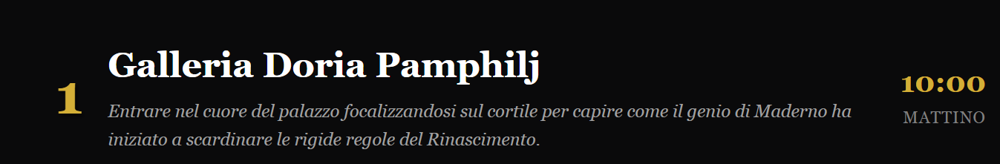 Galleria Doria Pamphilj
1
Entrare nel cuore del palazzo focalizzandosi sul cortile per capire come il genio di Maderno ha
iniziato a scardinare le rigide regole del Rinascimento.
10:00
MATTINO